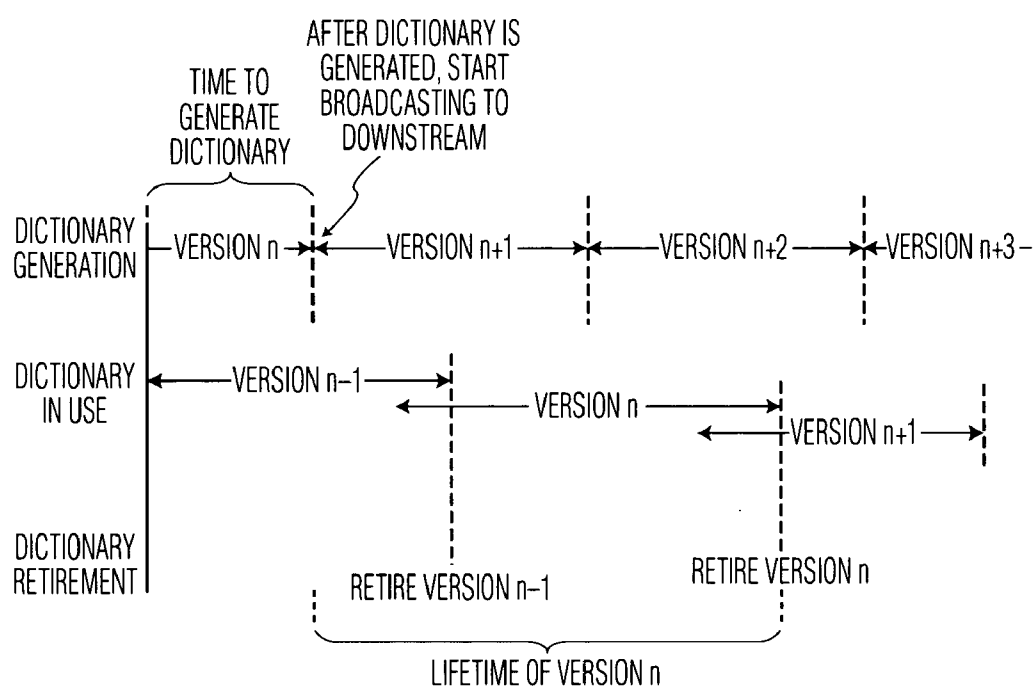 AFTER DICTIONARY IS
GENERATED, START
BROADCASTING TO
DOWNSTREAM
TIME TO
GENERATE
DICTIONARY
DICTIONARY
GENERATION
VERSION n
VERSION n+1
VERSION n+2
VERSION n+3
DICTIONARY
IN USE
VERSION n–1
VERSION n
VERSION n+1
DICTIONARY
RETIREMENT
RETIRE VERSION n–1
RETIRE VERSION n
LIFETIME OF VERSION n